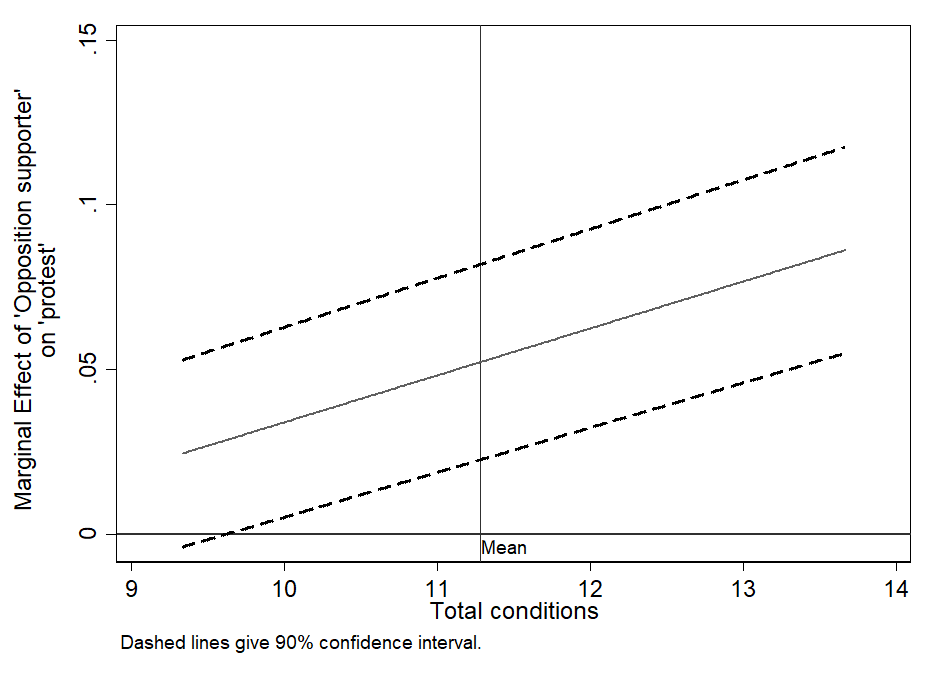 Marginal Effect of 'Opposition supporter'
on 'protest'
.15
.1
.05
0
Mean
9 10 11 12 13 14
Total conditions
Dashed lines give 90% confidence interval.